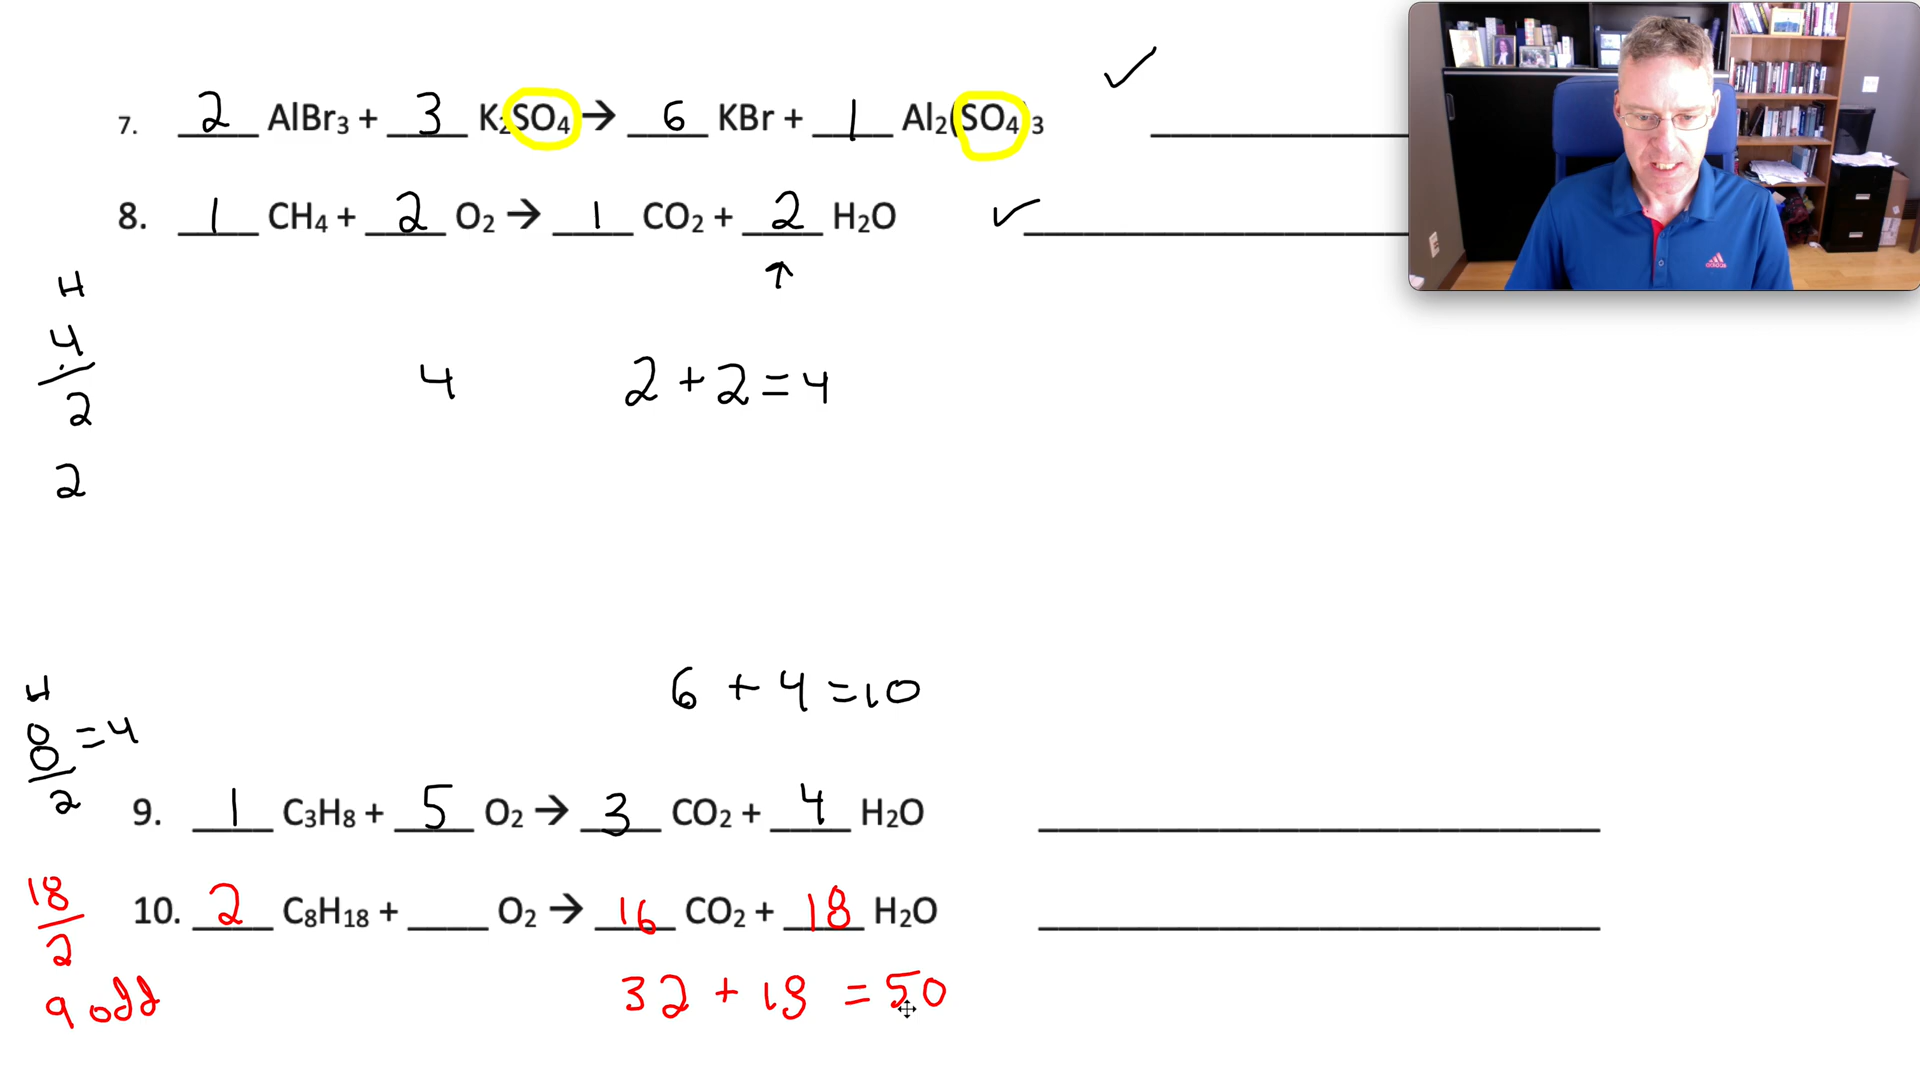 7. 2 AlBr₃ + 3 K₂SO₄ → 6 KBr + 1 Al₂(SO₄)₃ ✓
8. 1 CH₄ + 2 O₂ → 1 CO₂ + 2 H₂O ✓
↑
H
4
2
4 2 + 2 = 4
2
6 + 4 = 10
H
8 = 4
8
2
9. 1 C₃H₈ + 5 O₂ → 3 CO₂ + 4 H₂O
10. 2 C₈H₁₈ + ____ O₂ → 16 CO₂ + 18 H₂O
18
2
9 odd
32 + 18 = 50
adidas